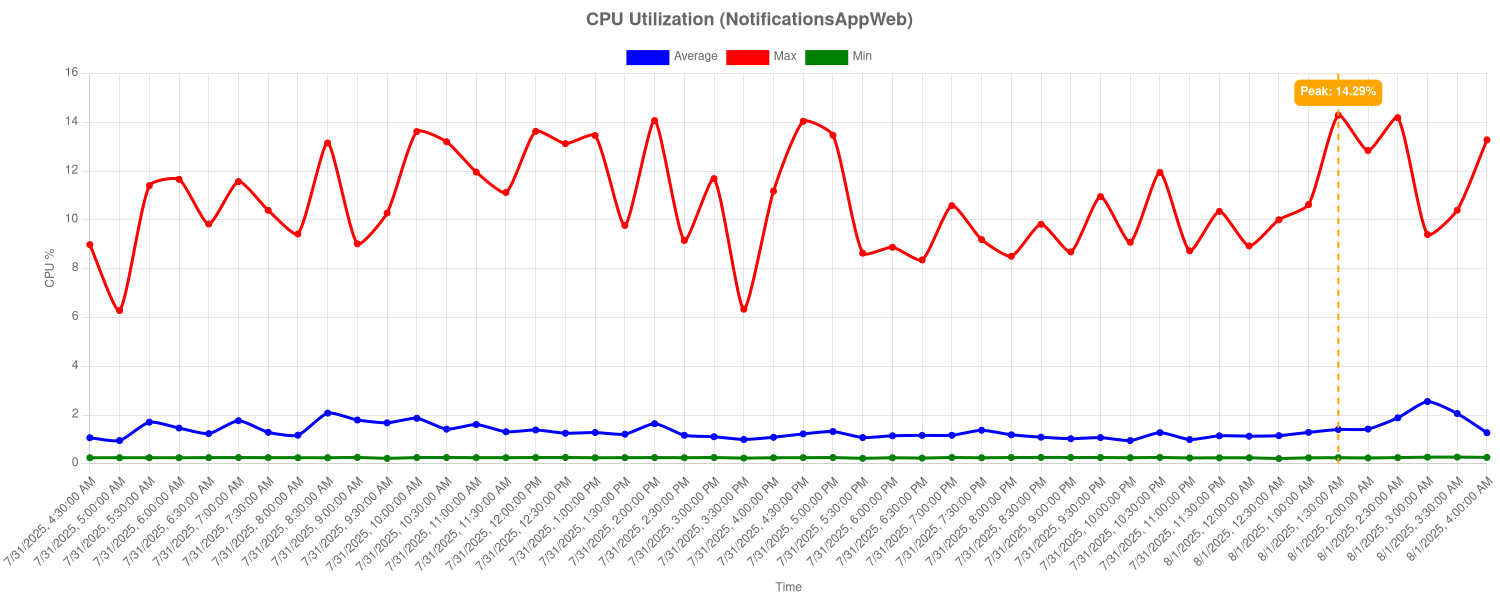 CPU Utilization (NotificationsAppWeb)
Average Max Min
Peak: 14.29%
16
14
12
10
8
6
4
2
0
CPU %
7/31/2025, 4:30:00 AM
7/31/2025, 5:00:00 AM
7/31/2025, 5:30:00 AM
7/31/2025, 6:00:00 AM
7/31/2025, 6:30:00 AM
7/31/2025, 7:00:00 AM
7/31/2025, 7:30:00 AM
7/31/2025, 8:00:00 AM
7/31/2025, 8:30:00 AM
7/31/2025, 9:00:00 AM
7/31/2025, 9:30:00 AM
7/31/2025, 10:00:00 AM
7/31/2025, 10:30:00 AM
7/31/2025, 11:00:00 AM
7/31/2025, 11:30:00 AM
7/31/2025, 12:00:00 PM
7/31/2025, 12:30:00 PM
7/31/2025, 1:00:00 PM
7/31/2025, 1:30:00 PM
7/31/2025, 2:00:00 PM
7/31/2025, 2:30:00 PM
7/31/2025, 3:00:00 PM
7/31/2025, 3:30:00 PM
7/31/2025, 4:00:00 PM
7/31/2025, 4:30:00 PM
7/31/2025, 5:00:00 PM
7/31/2025, 5:30:00 PM
7/31/2025, 6:00:00 PM
7/31/2025, 6:30:00 PM
7/31/2025, 7:00:00 PM
7/31/2025, 7:30:00 PM
7/31/2025, 8:00:00 PM
7/31/2025, 8:30:00 PM
7/31/2025, 9:00:00 PM
7/31/2025, 9:30:00 PM
7/31/2025, 10:00:00 PM
7/31/2025, 10:30:00 PM
7/31/2025, 11:00:00 PM
7/31/2025, 11:30:00 PM
8/1/2025, 12:00:00 AM
8/1/2025, 12:30:00 AM
8/1/2025, 1:00:00 AM
8/1/2025, 1:30:00 AM
8/1/2025, 2:00:00 AM
8/1/2025, 2:30:00 AM
8/1/2025, 3:00:00 AM
8/1/2025, 3:30:00 AM
8/1/2025, 4:00:00 AM
Time